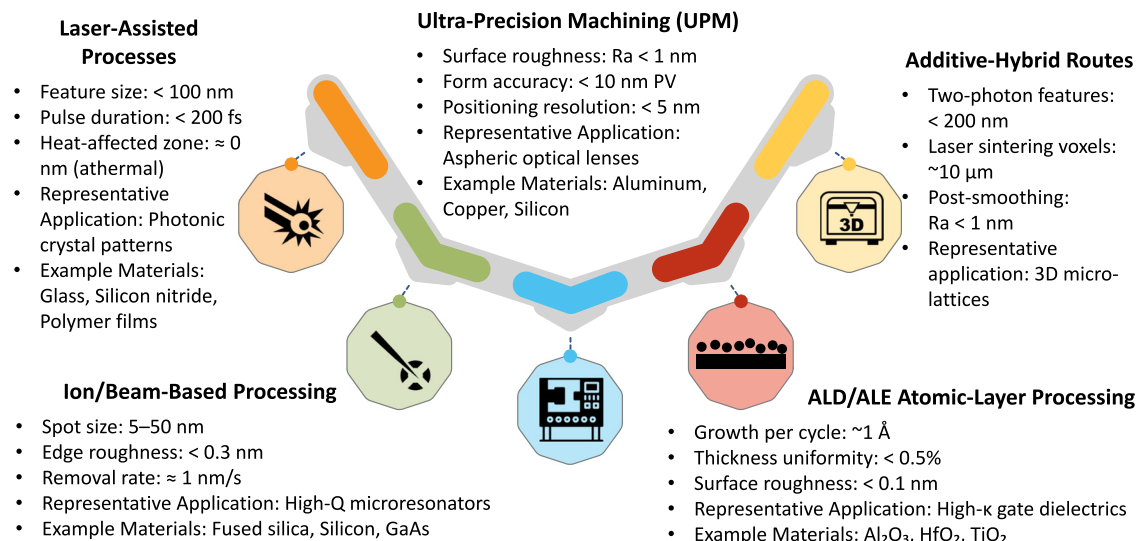 Laser-Assisted
Processes
• Feature size: < 100 nm
• Pulse duration: < 200 fs
• Heat-affected zone: ≈ 0
nm (athermal)
• Representative
Application: Photonic
crystal patterns
• Example Materials:
Glass, Silicon nitride,
Polymer films
Ultra-Precision Machining (UPM)
• Surface roughness: Ra < 1 nm
• Form accuracy: < 10 nm PV
• Positioning resolution: < 5 nm
• Representative Application:
Aspheric optical lenses
• Example Materials: Aluminum,
Copper, Silicon
Additive-Hybrid Routes
• Two-photon features:
< 200 nm
• Laser sintering voxels:
~10 µm
• Post-smoothing:
Ra < 1 nm
• Representative
application: 3D micro-
lattices
3D
Ion/Beam-Based Processing
• Spot size: 5–50 nm
• Edge roughness: < 0.3 nm
• Removal rate: ≈ 1 nm/s
• Representative Application: High-Q microresonators
• Example Materials: Fused silica, Silicon, GaAs
ALD/ALE Atomic-Layer Processing
• Growth per cycle: ~1 Å
• Thickness uniformity: < 0.5%
• Surface roughness: < 0.1 nm
• Representative Application: High-κ gate dielectrics
• Example Materials: Al₂O₃, HfO₂, TiO₂